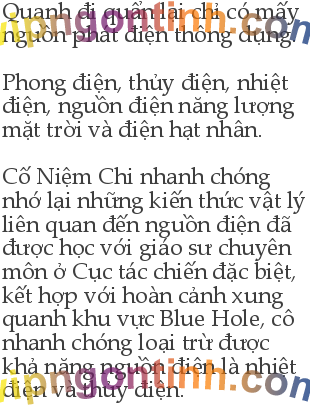 Quanh đi quẩn lại chỉ có mấy
nguồn phát điện thông dụng
Phong điện, thủy điện, nhiệt
điện, nguồn điện năng lượng
mặt trời và điện hạt nhân.
Cố Niệm Chi nhanh chóng
nhớ lại những kiến thức vật lý
liên quan đến nguồn điện đã
được học với giáo sư chuyên
môn ở Cục tác chiến đặc biệt,
kết hợp với hoàn cảnh xung
quanh khu vực Blue Hole, cô
nhanh chóng loại trừ được
khả năng nguồn điện là nhiệt
điện và thủy điện.
vipngontinh.com
vipngontinh.com